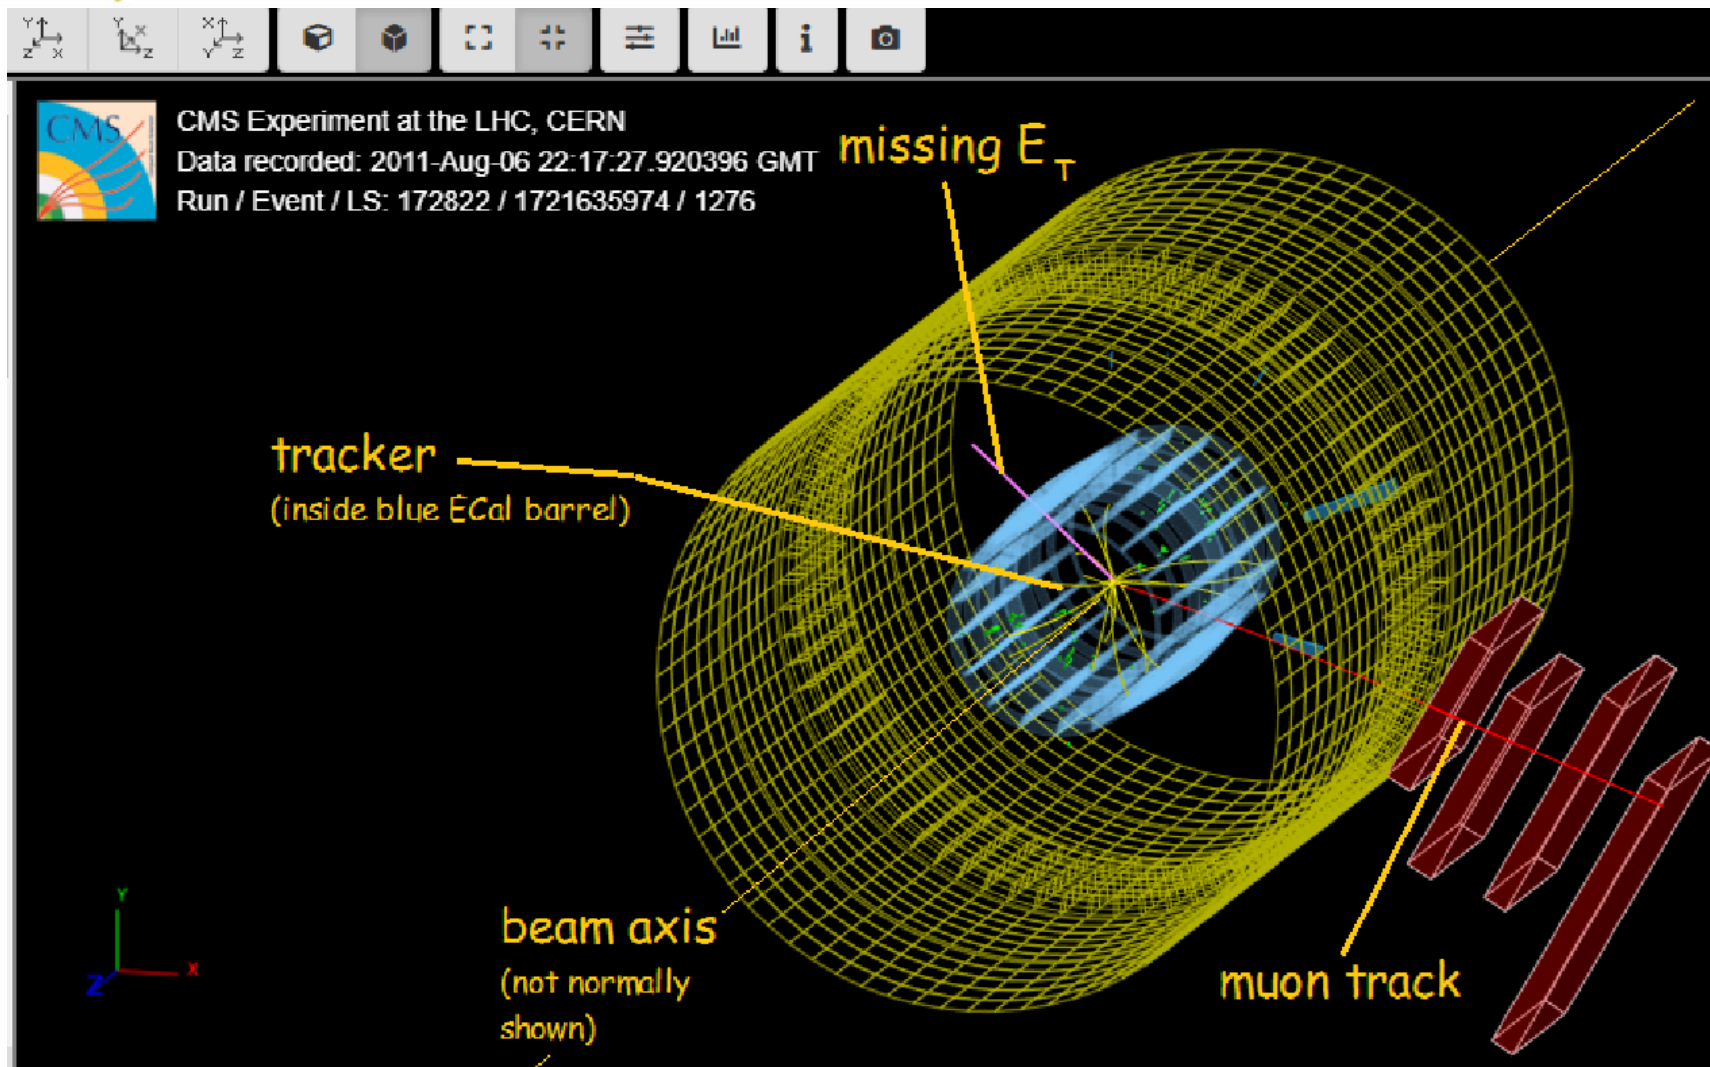 Y
Z X
Y X
Z
X
Y Z
i
CMS
CMS Experiment at the LHC, CERN
Data recorded: 2011-Aug-06 22:17:27.920396 GMT
Run / Event / LS: 172822 / 1721635974 / 1276
missing E T
tracker
(inside blue ECal barrel)
beam axis
(not normally
shown)
muon track
Y
X
Z